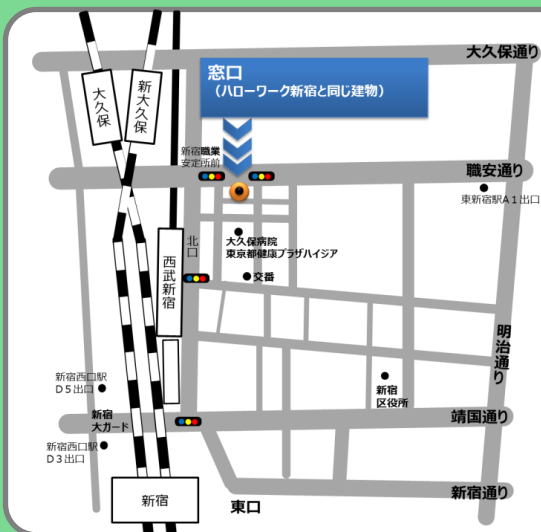 大久保通り
窓口
（ハローワーク新宿と同じ建物）
大久保
新大久保
新宿職業
安定所前
職安通り
東新宿駅A１出口
北口
大久保病院
東京都健康プラザハイジア
西武新宿
交番
明治通り
新宿西口駅
D５出口
新宿
区役所
新宿
大ガード
靖国通り
新宿西口駅
D３出口
新宿
東口
新宿通り